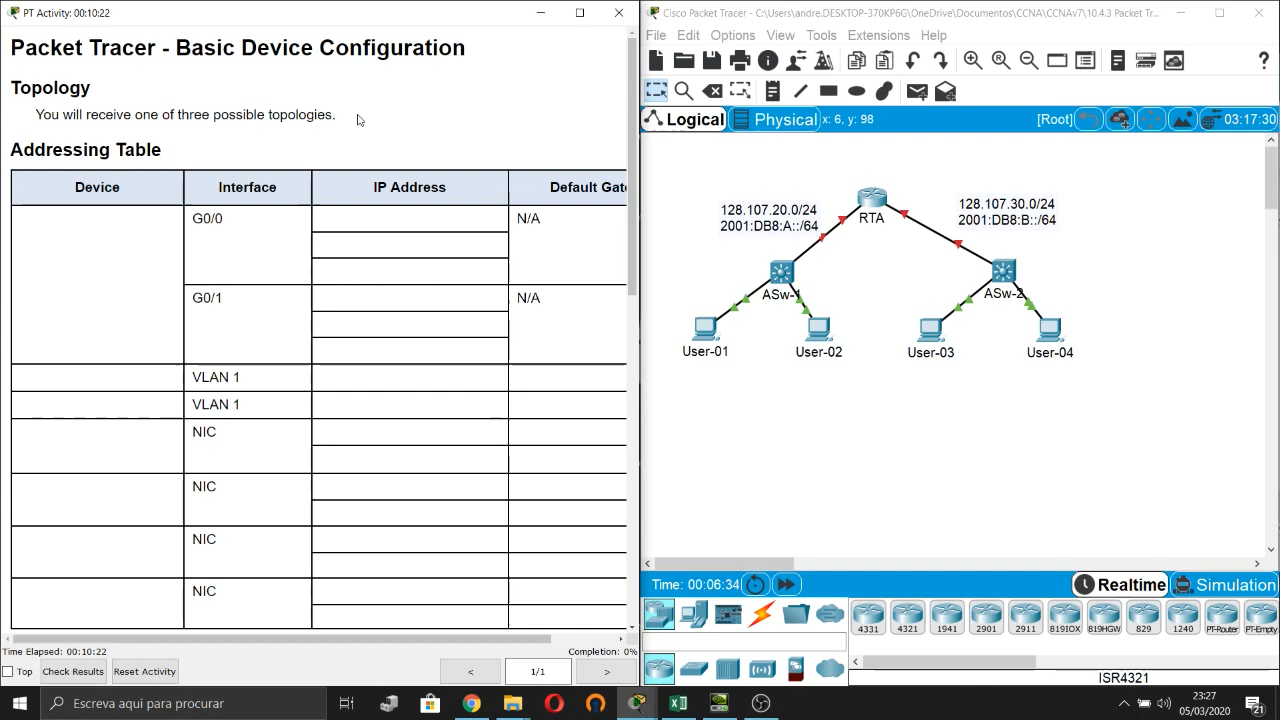 PT Activity: 00:10:22
Packet Tracer - Basic Device Configuration
Topology
You will receive one of three possible topologies.
Addressing Table
Device Interface IP Address Default Gate
G0/0 N/A
G0/1 N/A
VLAN 1
VLAN 1
NIC
NIC
NIC
NIC
Time Elapsed: 00:10:22 Completion: 0%
Top Check Results Reset Activity < 1/1 >
Cisco Packet Tracer - C:\Users\andre.DESKTOP-370KP6G\OneDrive\Documentos\CCNA\CCNAv7\10.4.3 Packet Tr...
File Edit Options View Tools Extensions Help
Logical Physical x: 6, y: 98 [Root] 03:17:30
128.107.20.0/24
2001:DB8:A::/64
128.107.30.0/24
2001:DB8:B::/64
RTA
ASw-1 ASw-2
User-01 User-02 User-03 User-04
Time: 00:06:34 Realtime Simulation
4331 4321 1941 2901 2911 819IOX 819HGW 829 1240 PT-Router PT-Empty
ISR4321
Escreva aqui para procurar
23:27
05/03/2020
21